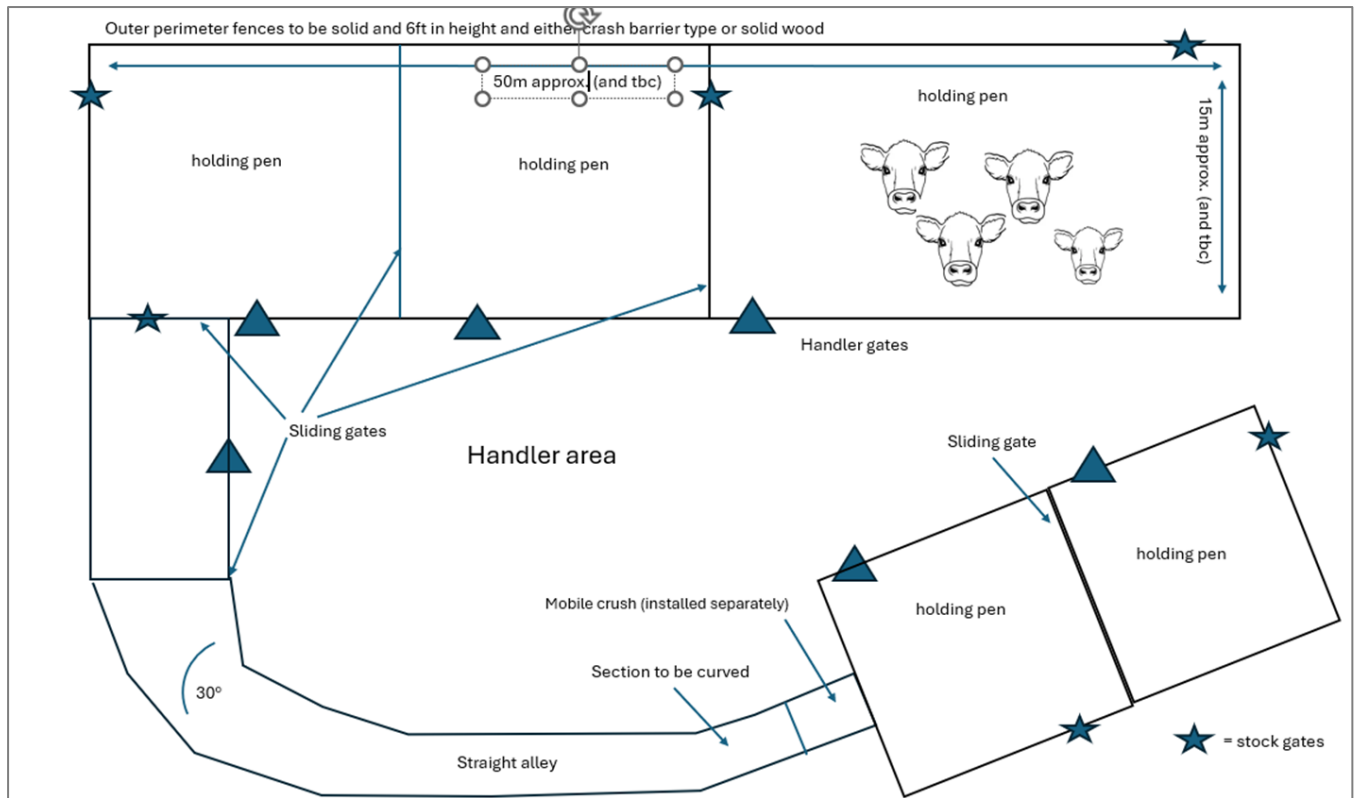 Outer perimeter fences to be solid and 6ft in height and either crash barrier type or solid wood
50m approx. (and tbc)
holding pen
holding pen
holding pen
15m approx. (and tbc)
Handler gates
Sliding gates
Handler area
Sliding gate
holding pen
holding pen
Mobile crush (installed separately)
Section to be curved
30º
Straight alley
= stock gates